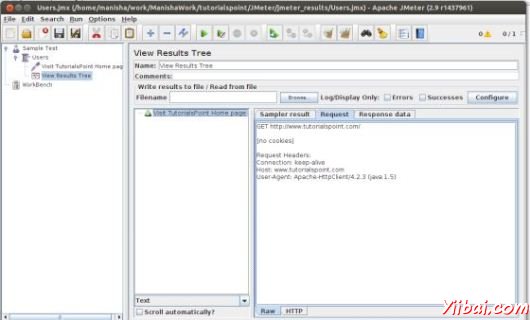 Users.jmx (/home/manisha/work/ManishaWork/tutorialspoint/JMeter/jmeter_results/Users.jmx) - Apache JMeter (2.9 r1437961)
File Edit Search Run Options Help
0 0 / 1
Sample Test
Users
Visit TutorialsPoint Home pag
View Results Tree
WorkBench
View Results Tree
Name: View Results Tree
Comments:
Write results to file / Read from file
Filename Browse... Log/Display Only: Errors Successes Configure
Visit TutorialsPoint Home page
Sampler result Request Response data
GET http://www.tutorialspoint.com/
[no cookies]
Request Headers:
Connection: keep-alive
Host: www.tutorialspoint.com
User-Agent: Apache-HttpClient/4.2.3 (java 1.5)
Text
Scroll automatically?
Raw HTTP
Yiibai.com